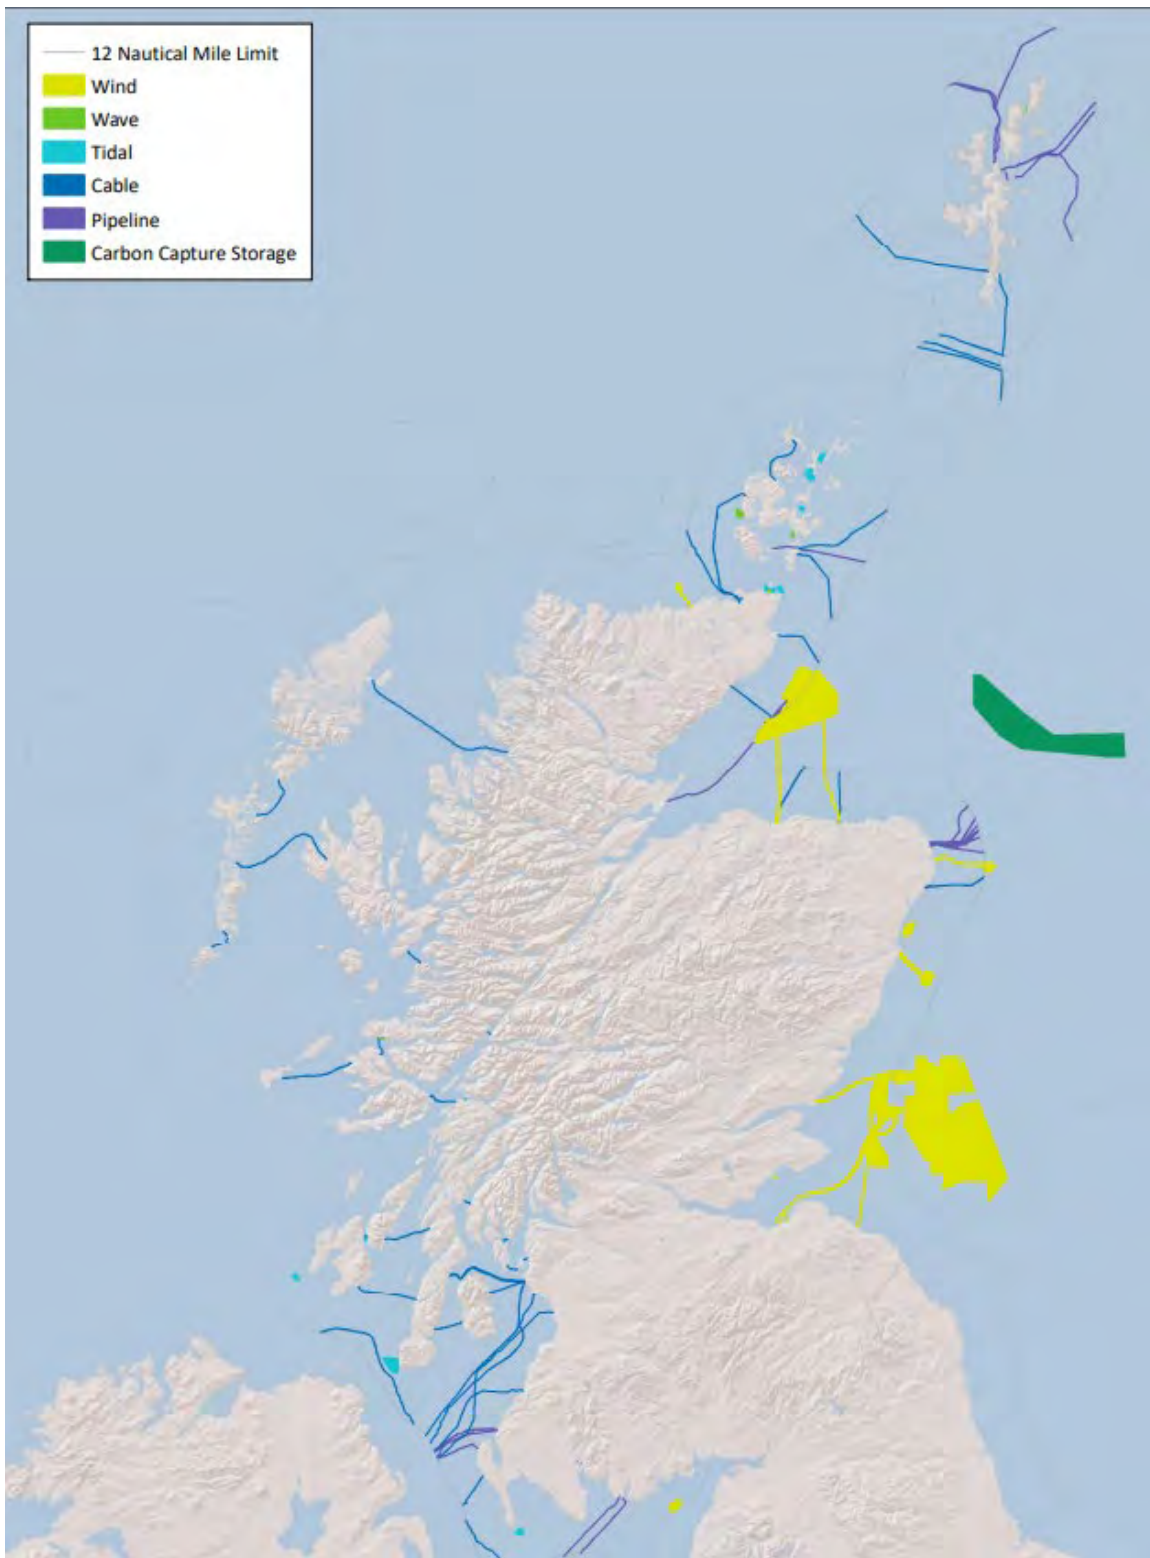 12 Nautical Mile Limit
Wind
Wave
Tidal
Cable
Pipeline
Carbon Capture Storage